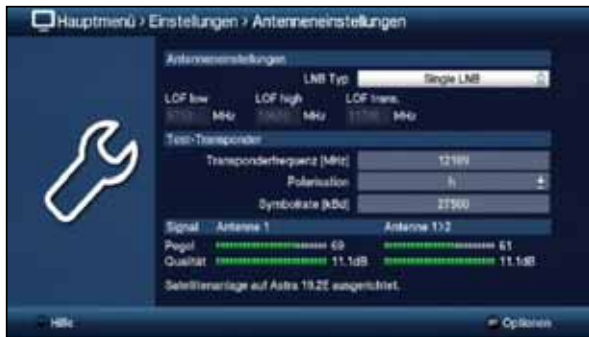 Hauptmenü > Einstellungen > Antenneneinstellungen
Antenneneinstellungen
LNB Typ Single LNB
LOF low LOF high LOF trans.
MHz MHz MHz
Test-Transponder
Transponderfrequenz [MHz]
Polarisation h
Symbolrate [kBd] 27500
Signal Antenne 1 Antenne 1>2
Pegel 69 61
Qualität 11.1dB 11.1dB
Satellitenanlage auf Astra 19.2E ausgerichtet.
Hilfe Optionen